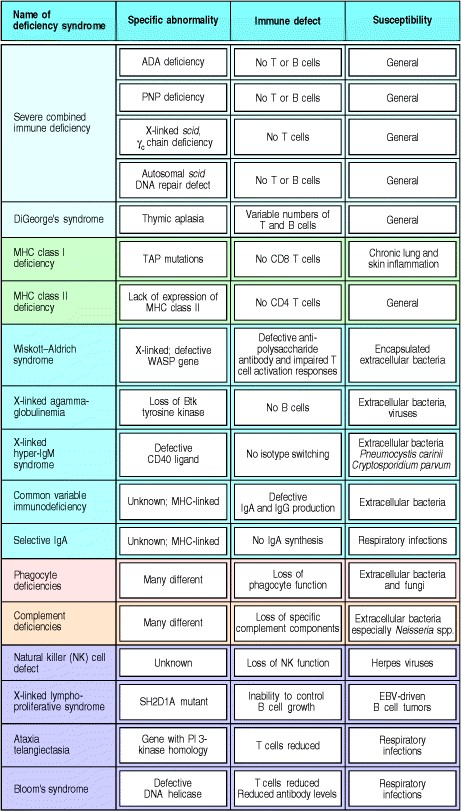 Name of
deficiency syndrome
Specific abnormality
Immune defect
Susceptibility
Severe combined
immune deficiency
ADA deficiency
No T or B cells
General
PNP deficiency
No T or B cells
General
X-linked scid,
γc chain deficiency
No T cells
General
Autosomal scid
DNA repair defect
No T or B cells
General
DiGeorge's syndrome
Thymic aplasia
Variable numbers of
T and B cells
General
MHC class I
deficiency
TAP mutations
No CD8 T cells
Chronic lung and
skin inflammation
MHC class II
deficiency
Lack of expression of
MHC class II
No CD4 T cells
General
Wiskott–Aldrich
syndrome
X-linked; defective
WASP gene
Defective anti-
polysaccharide
antibody and impaired T
cell activation responses
Encapsulated
extracellular bacteria
X-linked agamma-
globulinemia
Loss of Btk
tyrosine kinase
No B cells
Extracellular bacteria,
viruses
X-linked
hyper-IgM
syndrome
Defective
CD40 ligand
No isotype switching
Extracellular bacteria
Pneumocystis carinii
Cryptosporidium parvum
Common variable
immunodeficiency
Unknown; MHC-linked
Defective
IgA and IgG production
Extracellular bacteria
Selective IgA
Unknown; MHC-linked
No IgA synthesis
Respiratory infections
Phagocyte
deficiencies
Many different
Loss of
phagocyte function
Extracellular bacteria
and fungi
Complement
deficiencies
Many different
Loss of specific
complement components
Extracellular bacteria
especially Neisseria spp.
Natural killer (NK) cell
defect
Unknown
Loss of NK function
Herpes viruses
X-linked lympho-
proliferative syndrome
SH2D1A mutant
Inability to control
B cell growth
EBV-driven
B cell tumors
Ataxia
telangiectasia
Gene with PI 3-
kinase homology
T cells reduced
Respiratory
infections
Bloom's syndrome
Defective
DNA helicase
T cells reduced
Reduced antibody levels
Respiratory
infections